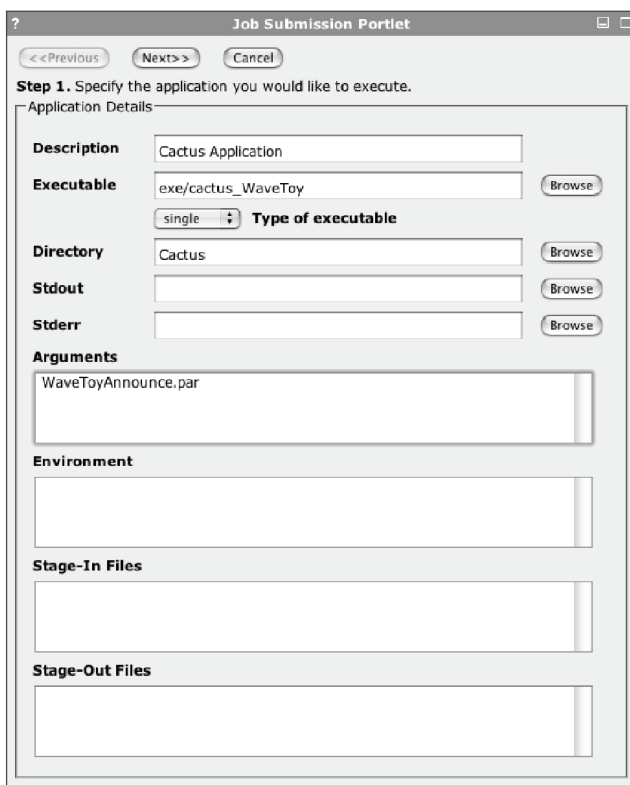 ? Job Submission Portlet
<<Previous Next>> Cancel
Step 1. Specify the application you would like to execute.
Application Details
Description Cactus Application
Executable exe/cactus_WaveToy Browse
single Type of executable
Directory Cactus Browse
Stdout Browse
Stderr Browse
Arguments
WaveToyAnnounce.par
Environment
Stage-In Files
Stage-Out Files